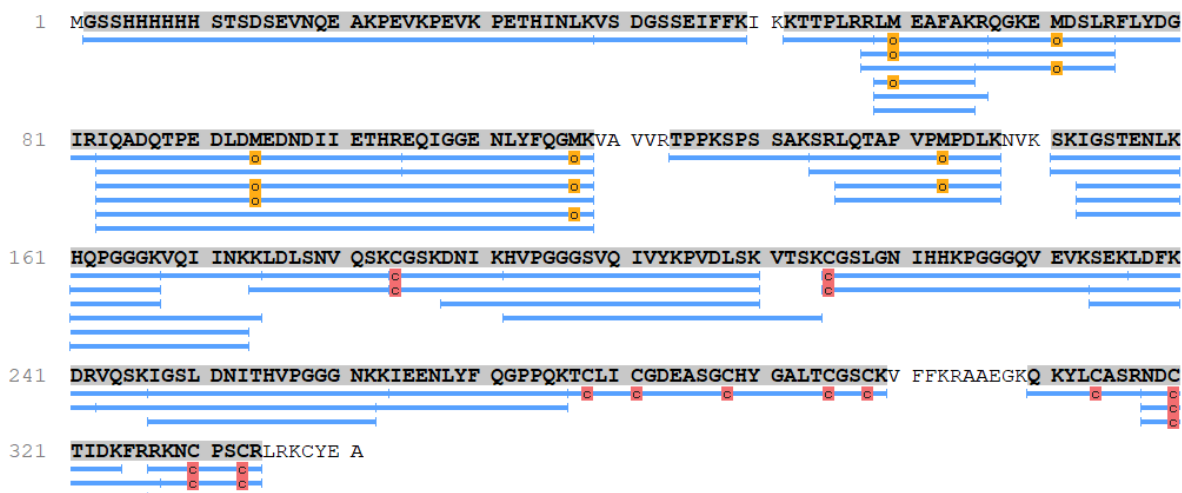 1 MGSSHHHHHH STSDSEVNQE AKPEVKPEVK PETHINLKVS DGSSEIFFKI KKTTPLRRLM EAFAKRQGKE MDSLRFLYDG
o o
o
o
o
81 IRIQADQTPE DLDMEDNDII ETHREQIGGE NLYFQGMKVA VVRTPPKSPS SAKSRLQTAP VPMPDLKNVK SKIGSTENLK
o o o
o o o
o
o
161 HQPGGGKVQI INKKLDLSNV QSKCGSKDNI KHVPGGGSVQ IVYKPVDLSK VTSKCGSLGN IHHKPGGGQV EVKSEKLDFK
c c
c c
241 DRVQSKIGSL DNITHVPGGG NKKIEENLYF QGPPQKTCLI CGDEASGCHY GALTCGSCKV FFKRAAEGKQ KYLCASRNDC
c c c c c c c
c
c
321 TIDKFRRKNC PSCRLRKCYE A
c c
c c